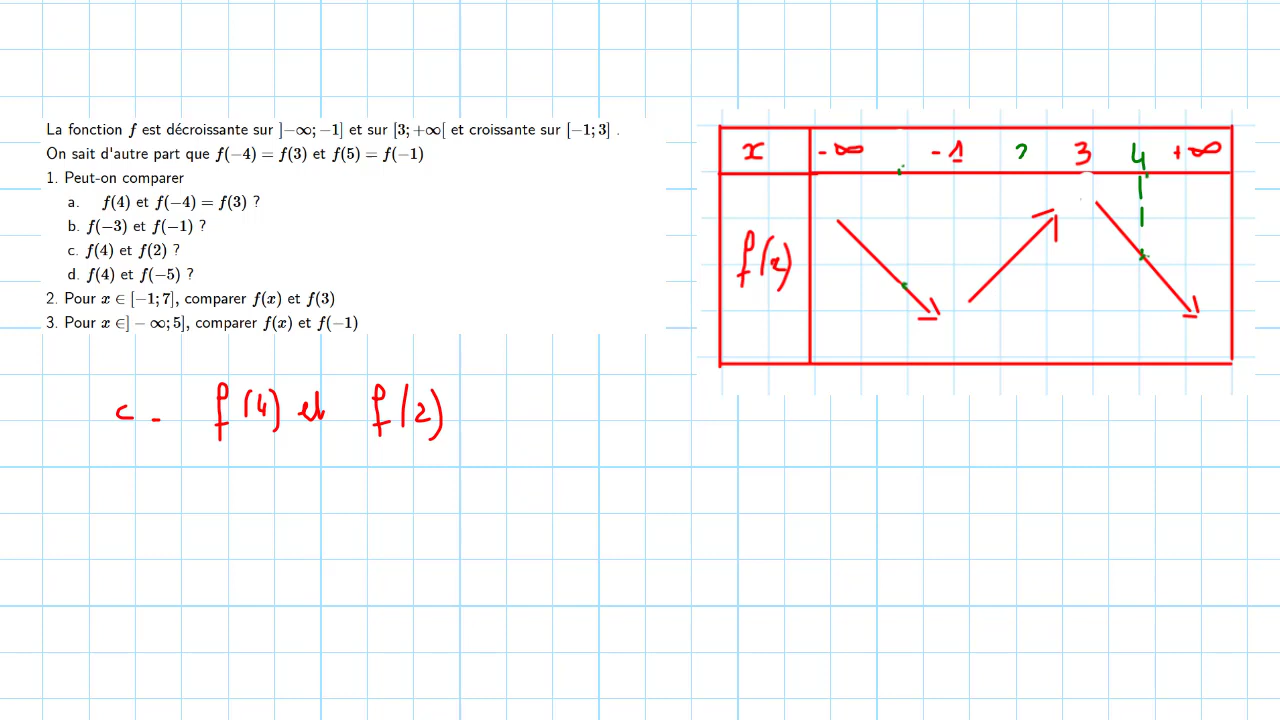 La fonction f est décroissante sur ]−∞; −1] et sur [3; +∞[ et croissante sur [−1; 3] .
On sait d'autre part que f(−4) = f(3) et f(5) = f(−1)
1. Peut-on comparer
a. f(4) et f(−4) = f(3) ?
b. f(−3) et f(−1) ?
c. f(4) et f(2) ?
d. f(4) et f(−5) ?
2. Pour x ∈ [−1; 7], comparer f(x) et f(3)
3. Pour x ∈] − ∞; 5], comparer f(x) et f(−1)
x -∞ -1 2 3 4 +∞
f(x)
c - f(4) et f(2)